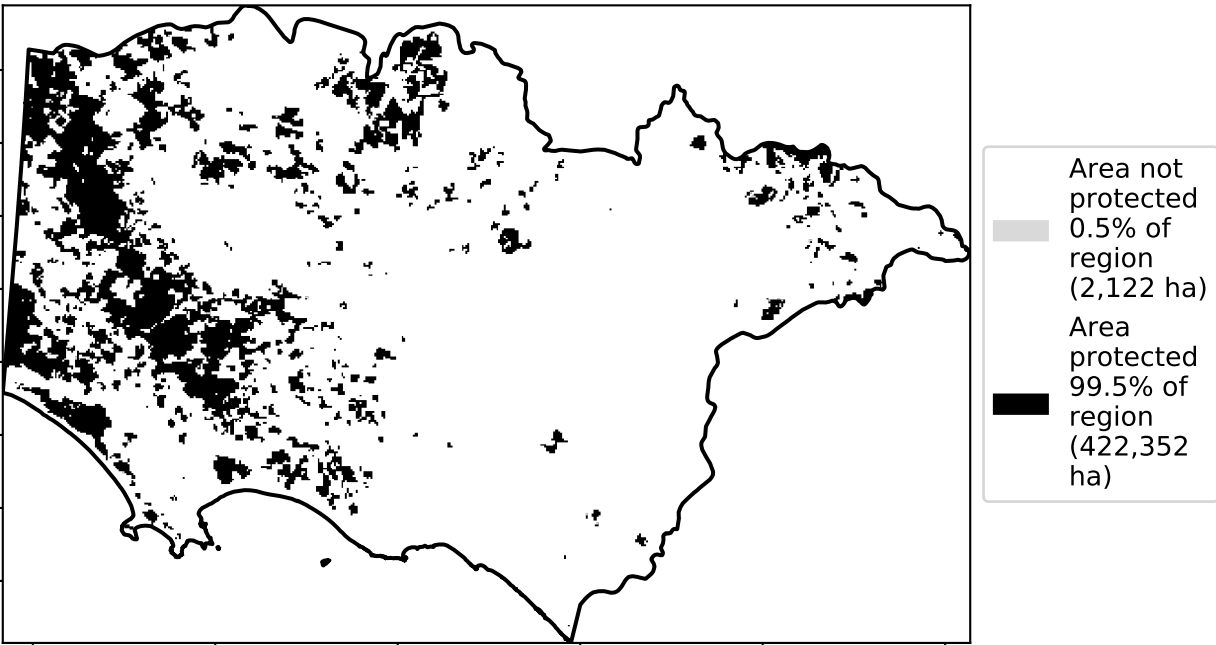 Area not
protected
0.5% of
region
(2,122 ha)
Area
protected
99.5% of
region
(422,352
ha)